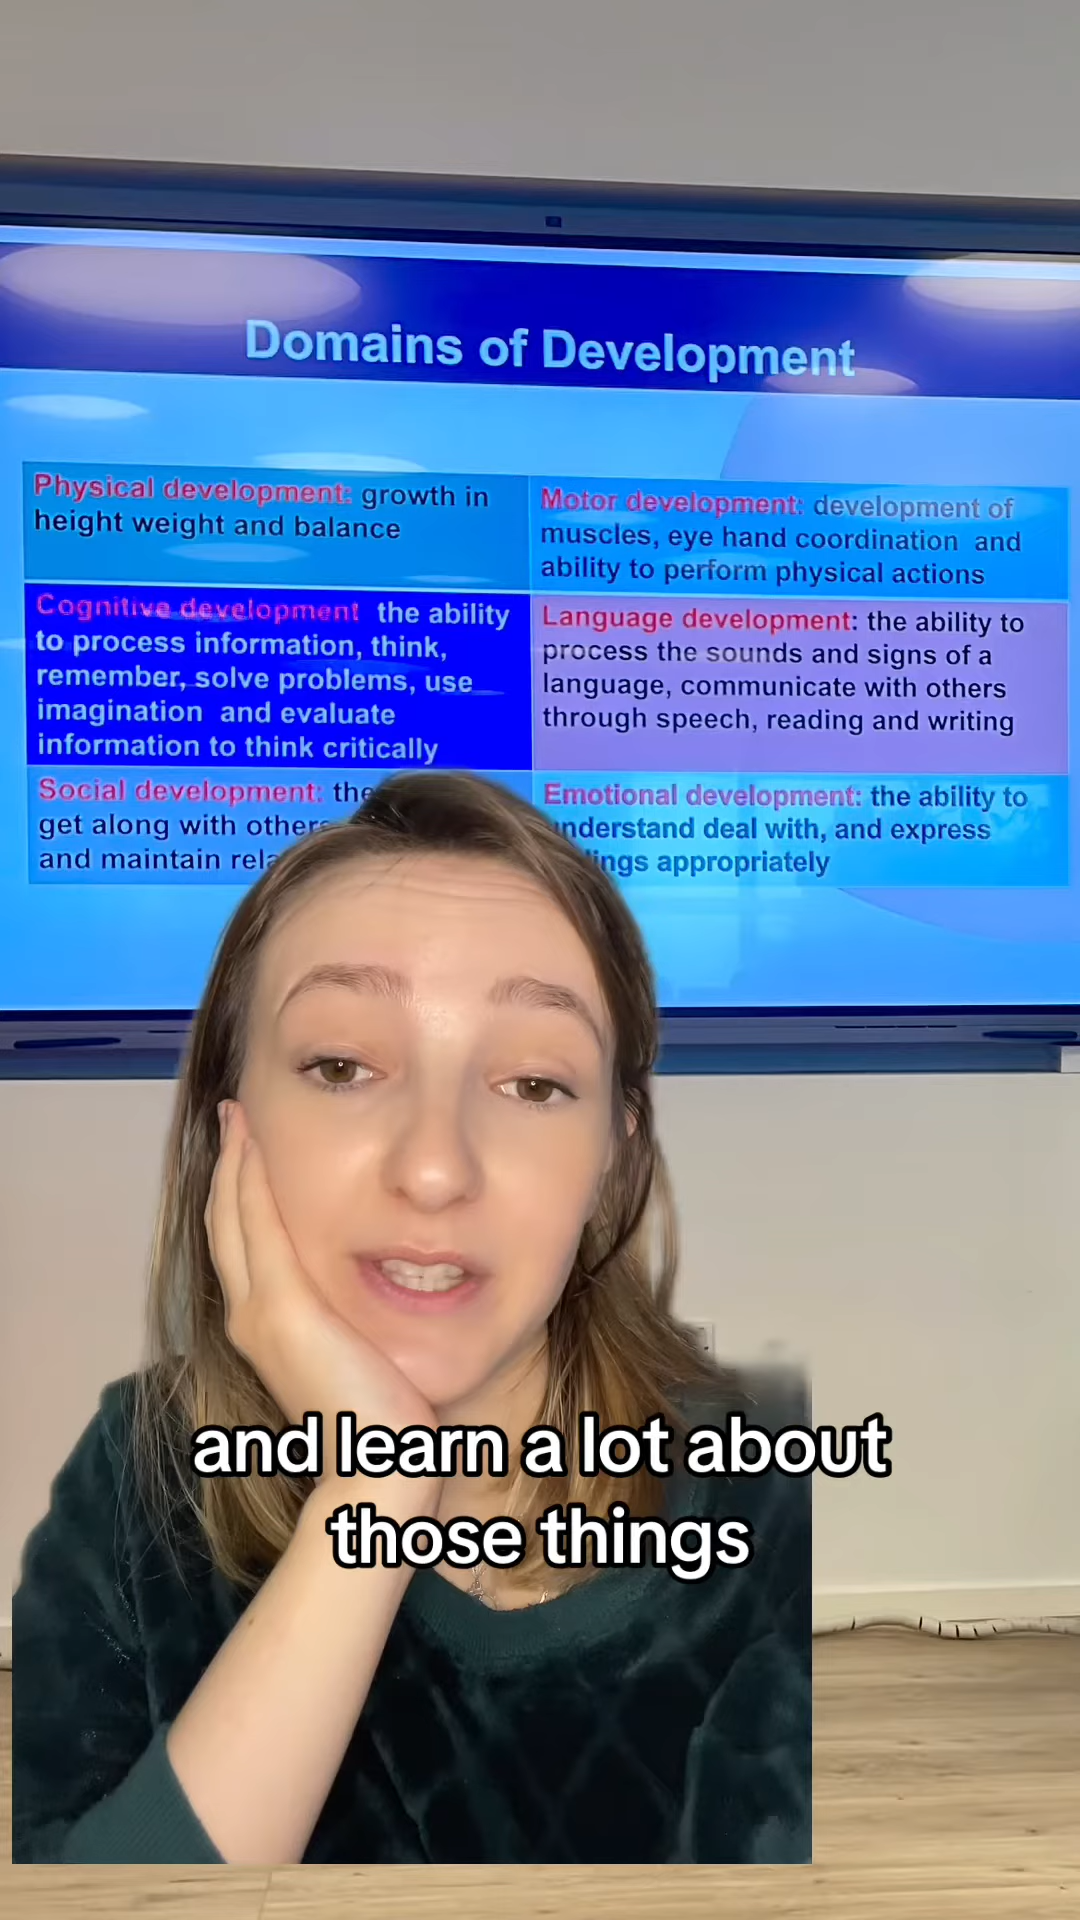 Domains of Development
Physical development: growth in
height weight and balance
Motor development: development of
muscles, eye hand coordination and
ability to perform physical actions
Cognitive development the ability
to process information, think,
remember, solve problems, use
imagination and evaluate
information to think critically
Language development: the ability to
process the sounds and signs of a
language, communicate with others
through speech, reading and writing
Social development: the
get along with others
and maintain
Emotional development: the ability to
understand deal with, and express
appropriately
and learn a lot about
those things